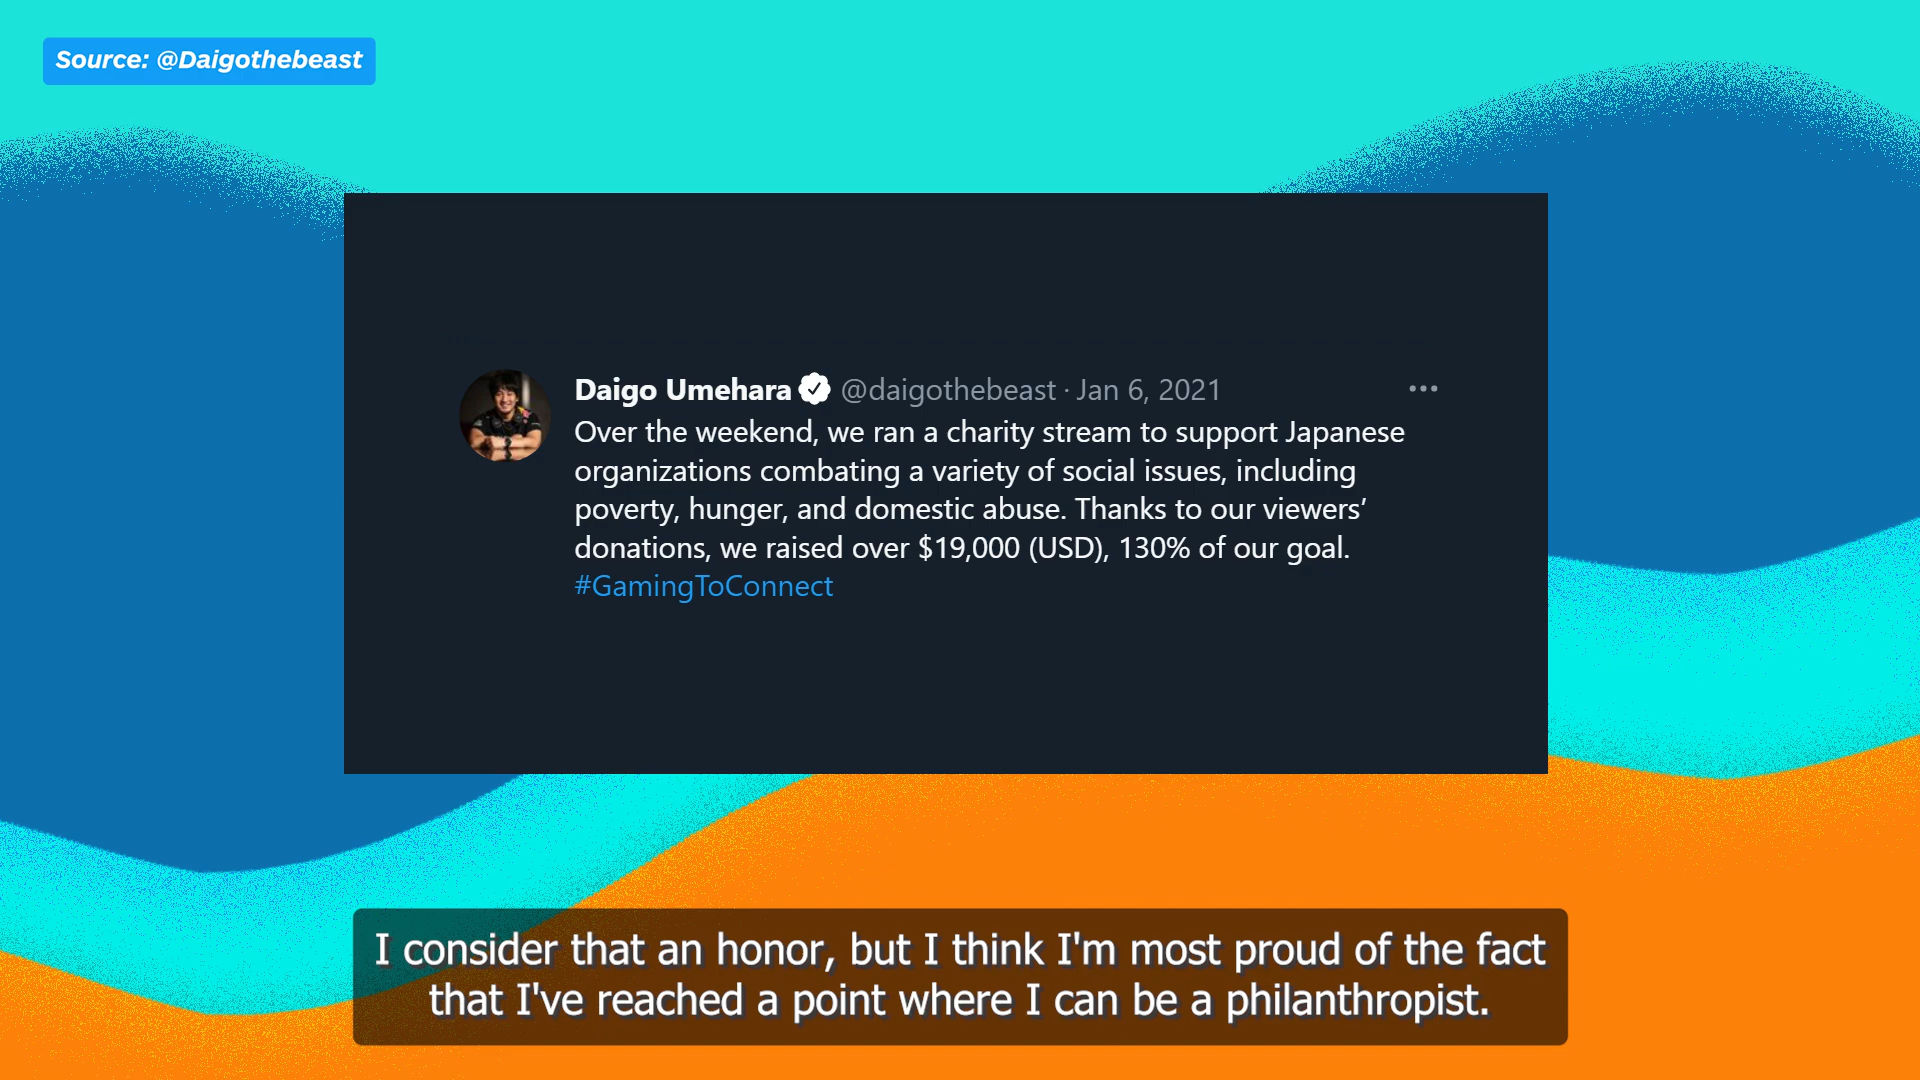 Source: @Daigothebeast
Daigo Umehara @daigothebeast · Jan 6, 2021
Over the weekend, we ran a charity stream to support Japanese
organizations combating a variety of social issues, including
poverty, hunger, and domestic abuse. Thanks to our viewers’
donations, we raised over $19,000 (USD), 130% of our goal.
#GamingToConnect
I consider that an honor, but I think I'm most proud of the fact
that I've reached a point where I can be a philanthropist.